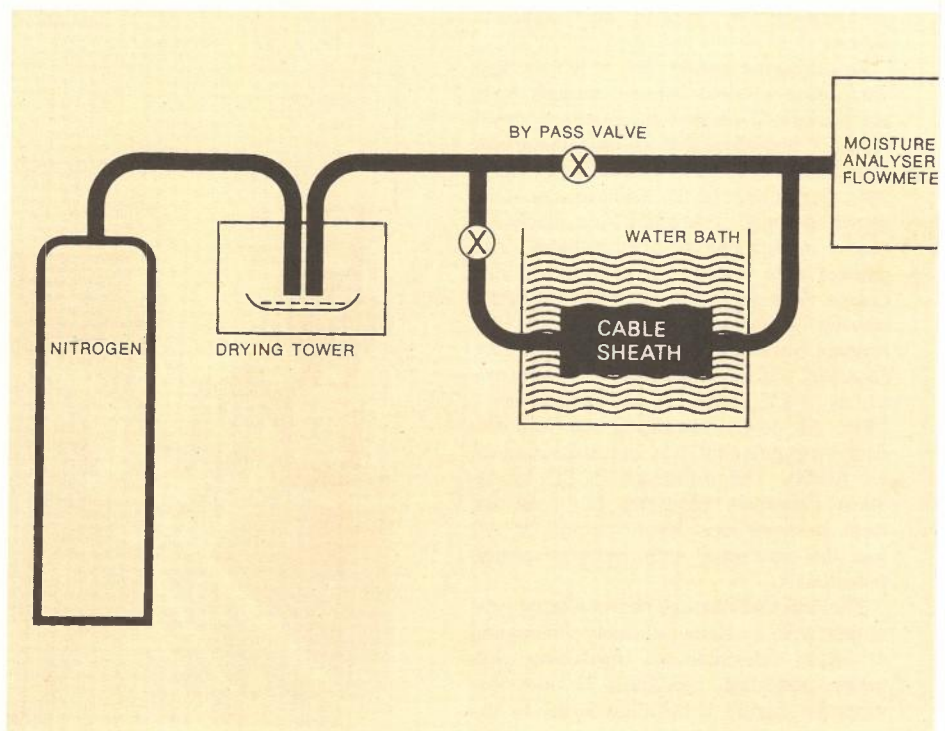 BY PASS VALVE
X
MOISTURE
ANALYSER
FLOWMETE
X
WATER BATH
NITROGEN
DRYING TOWER
CABLE
SHEATH